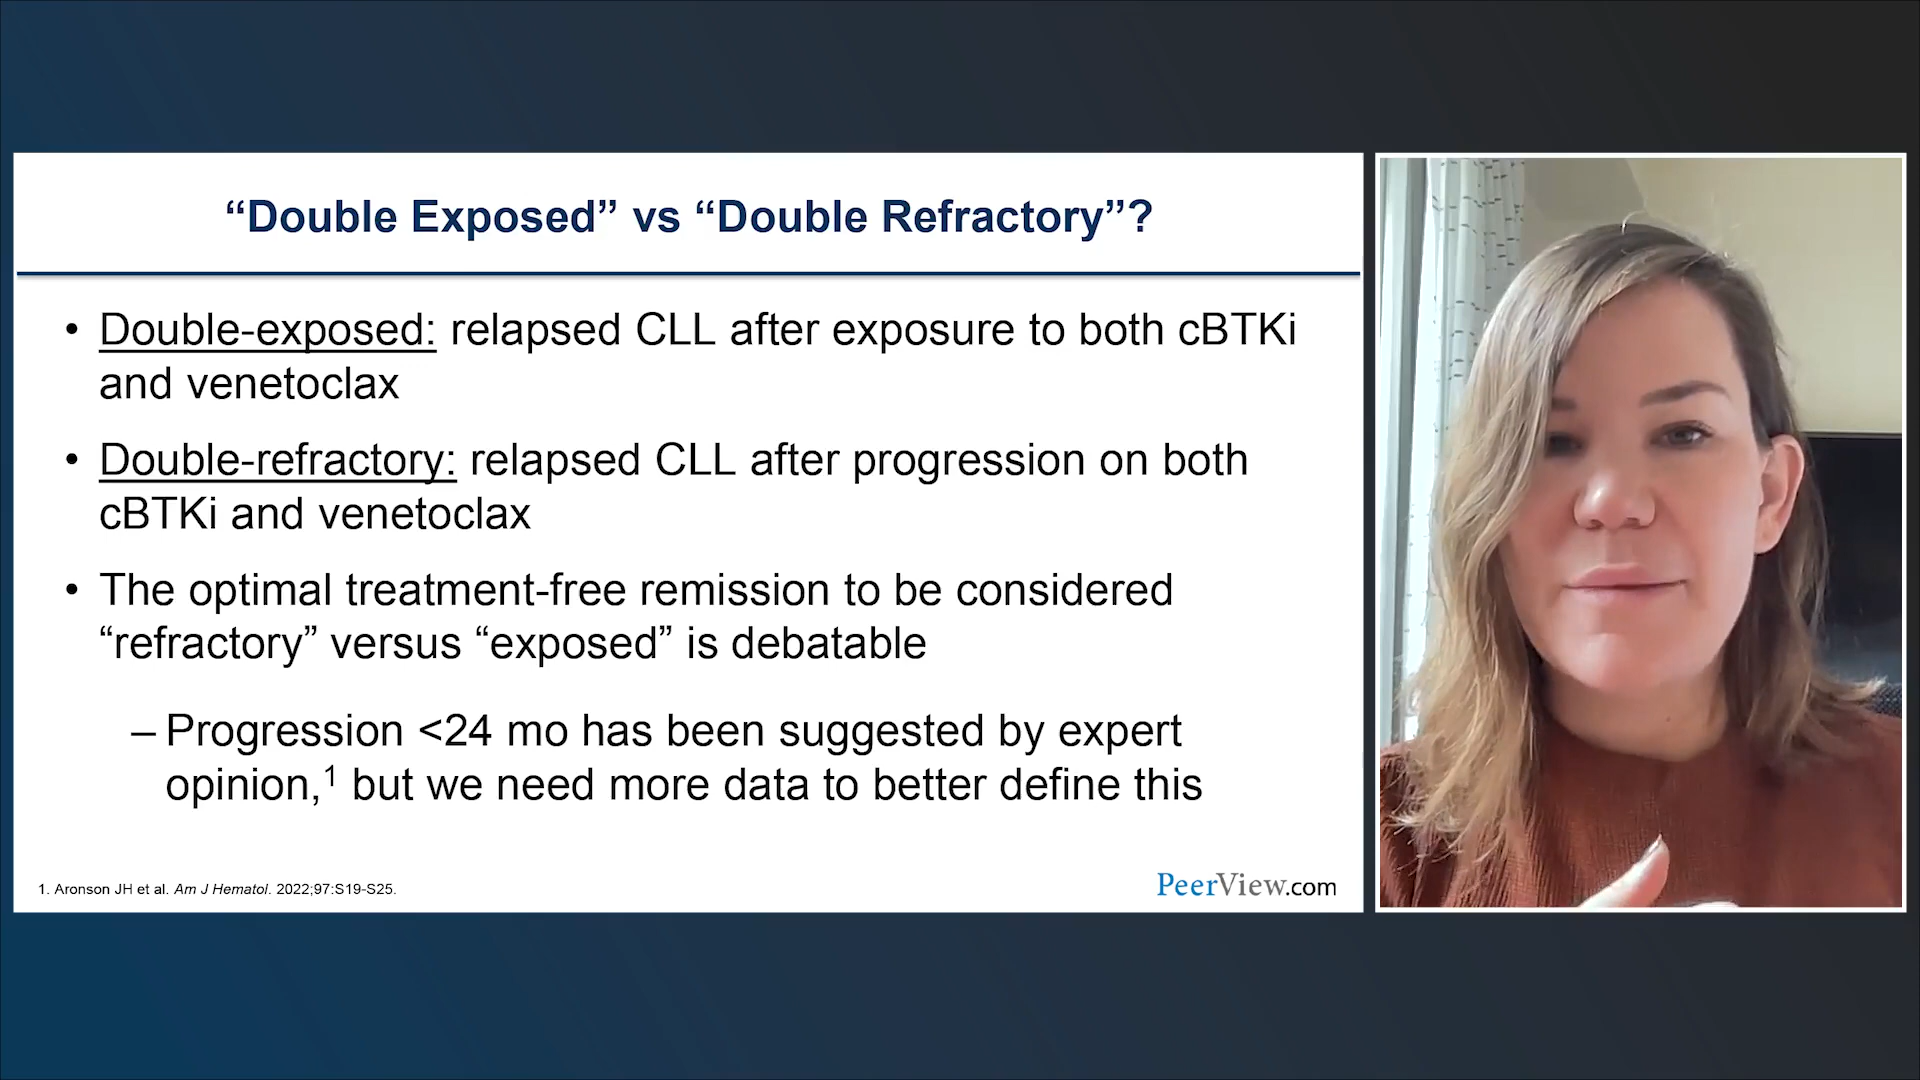 “Double Exposed” vs “Double Refractory”?
• Double-exposed: relapsed CLL after exposure to both cBTKi
and venetoclax
• Double-refractory: relapsed CLL after progression on both
cBTKi and venetoclax
• The optimal treatment-free remission to be considered
“refractory” versus “exposed” is debatable
– Progression <24 mo has been suggested by expert
opinion,¹ but we need more data to better define this
1. Aronson JH et al. Am J Hematol. 2022;97:S19-S25.
PeerView.com